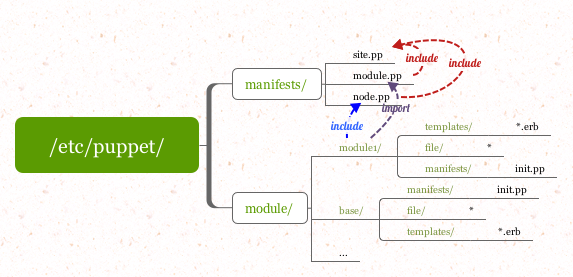 site.pp
include
include
manifests/
module.pp
node.pp
import
include
templates/ *.erb
/etc/puppet/
module1/
file/ *
manifests/ init.pp
manifests/ init.pp
module/
base/
file/ *
templates/ *.erb
...